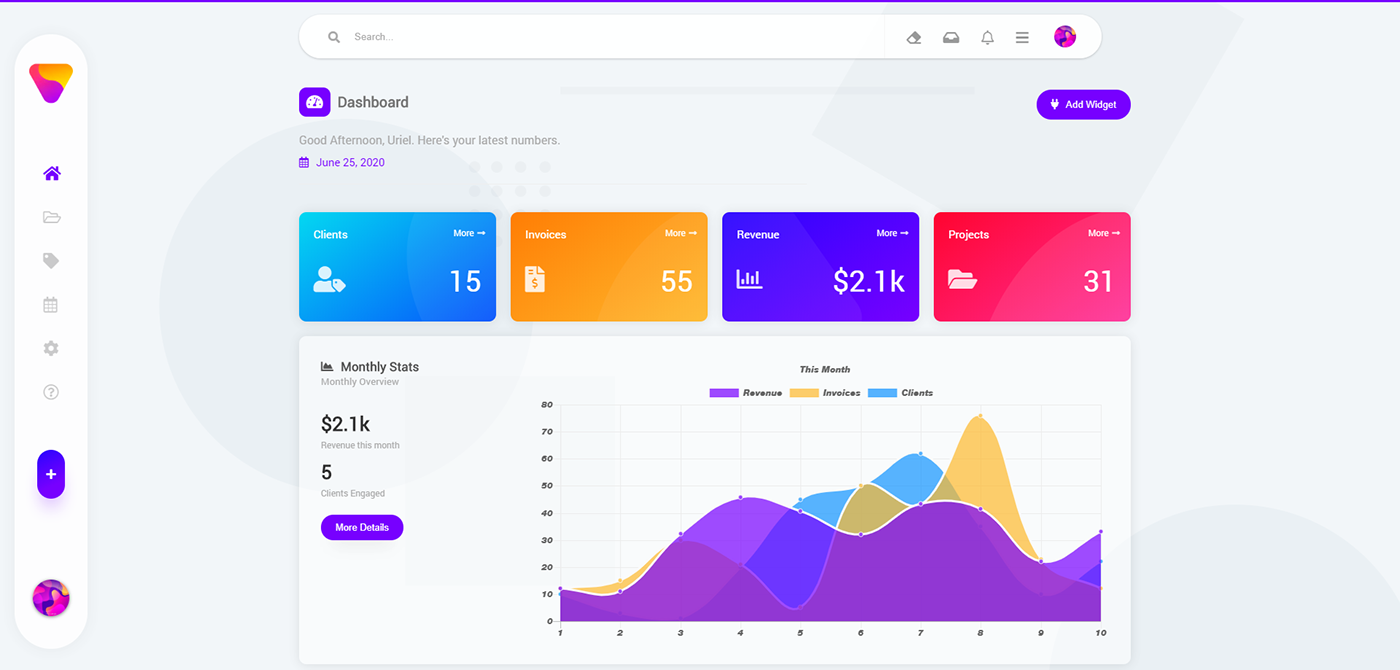 Search...
Dashboard
Add Widget
Good Afternoon, Uriel. Here's your latest numbers.
June 25, 2020
Clients More →
15
Invoices More →
$
55
Revenue More →
$2.1k
Projects More →
31
Monthly Stats
Monthly Overview
$2.1k
Revenue this month
5
Clients Engaged
More Details
This Month
Revenue Invoices Clients
80
70
60
50
40
30
20
10
0
1 2 3 4 5 6 7 8 9 10